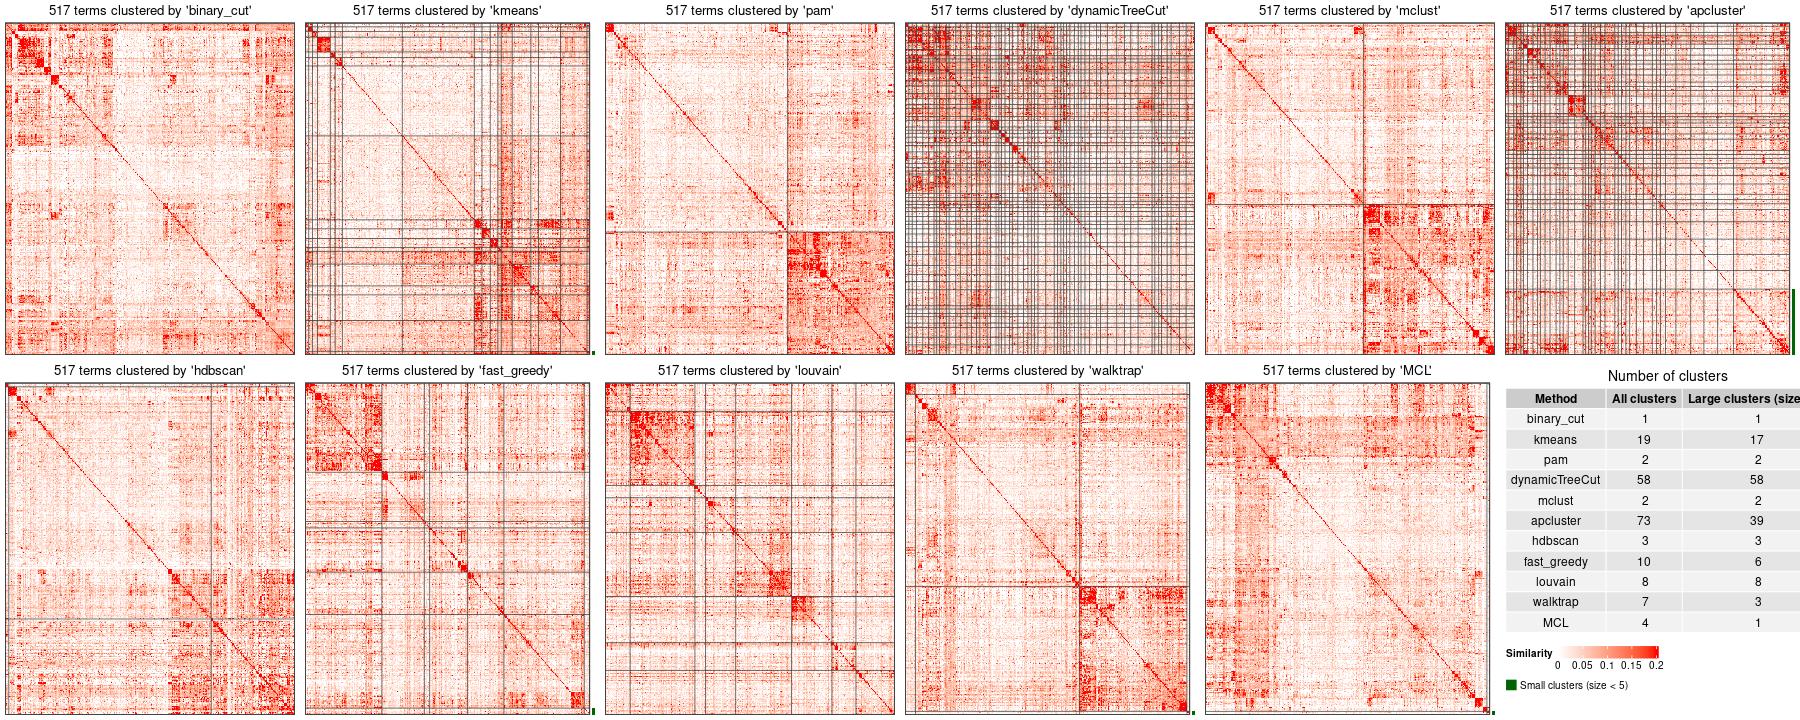 517 terms clustered by 'binary_cut'
517 terms clustered by 'kmeans'
517 terms clustered by 'pam'
517 terms clustered by 'dynamicTreeCut'
517 terms clustered by 'mclust'
517 terms clustered by 'apcluster'
517 terms clustered by 'hdbscan'
517 terms clustered by 'fast_greedy'
517 terms clustered by 'louvain'
517 terms clustered by 'walktrap'
517 terms clustered by 'MCL'
Number of clusters
Method All clusters Large clusters (size
binary_cut 1 1
kmeans 19 17
pam 2 2
dynamicTreeCut 58 58
mclust 2 2
apcluster 73 39
hdbscan 3 3
fast_greedy 10 6
louvain 8 8
walktrap 7 3
MCL 4 1
Similarity
0 0.05 0.1 0.15 0.2
Small clusters (size < 5)